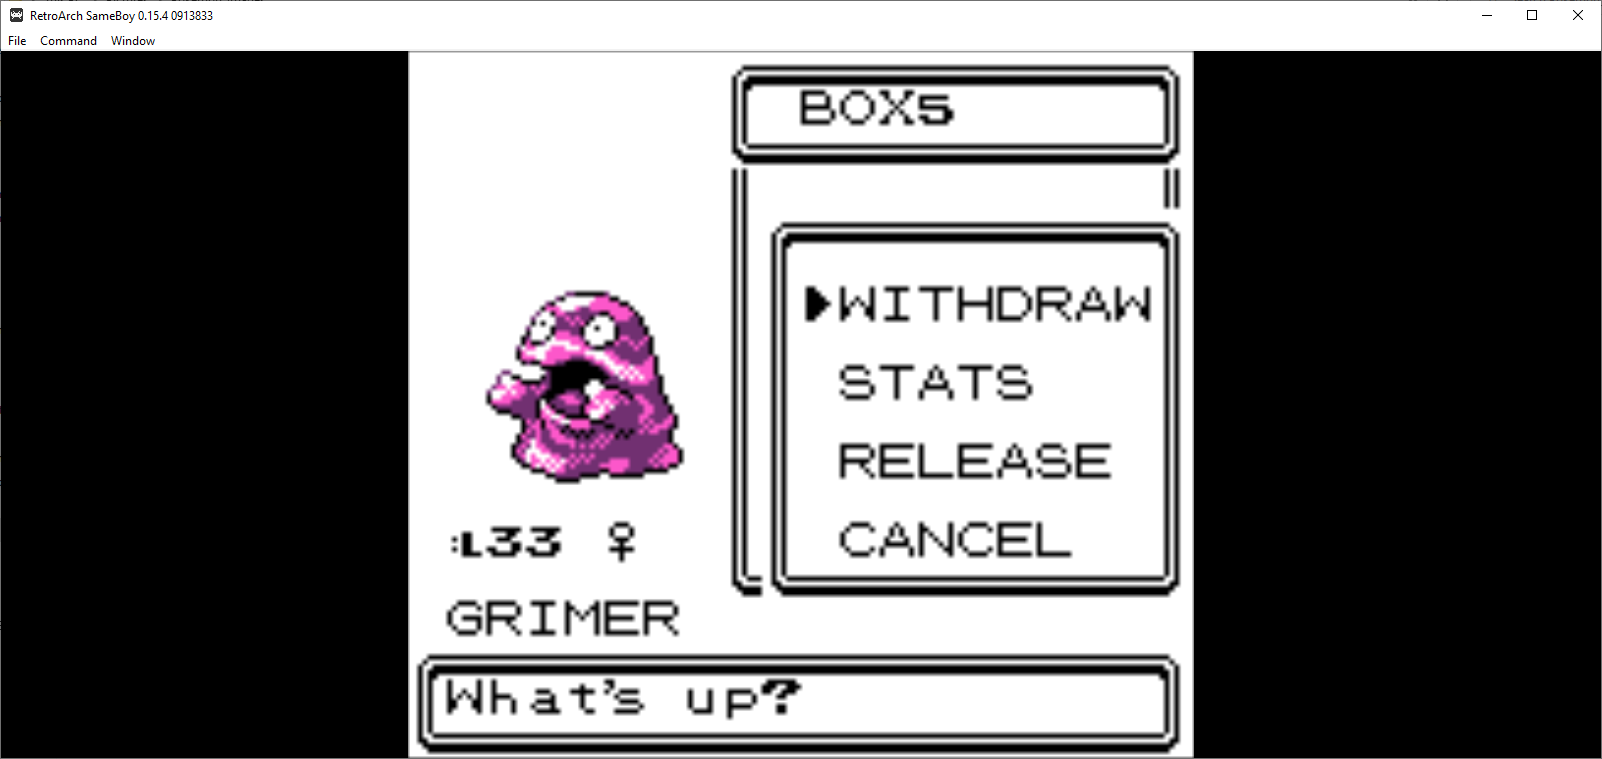 RetroArch SameBoy 0.15.4 0913833
File Command Window
BOX5
▶WITHDRAW
STATS
RELEASE
CANCEL
:L33 ♀
GRIMER
What's up?